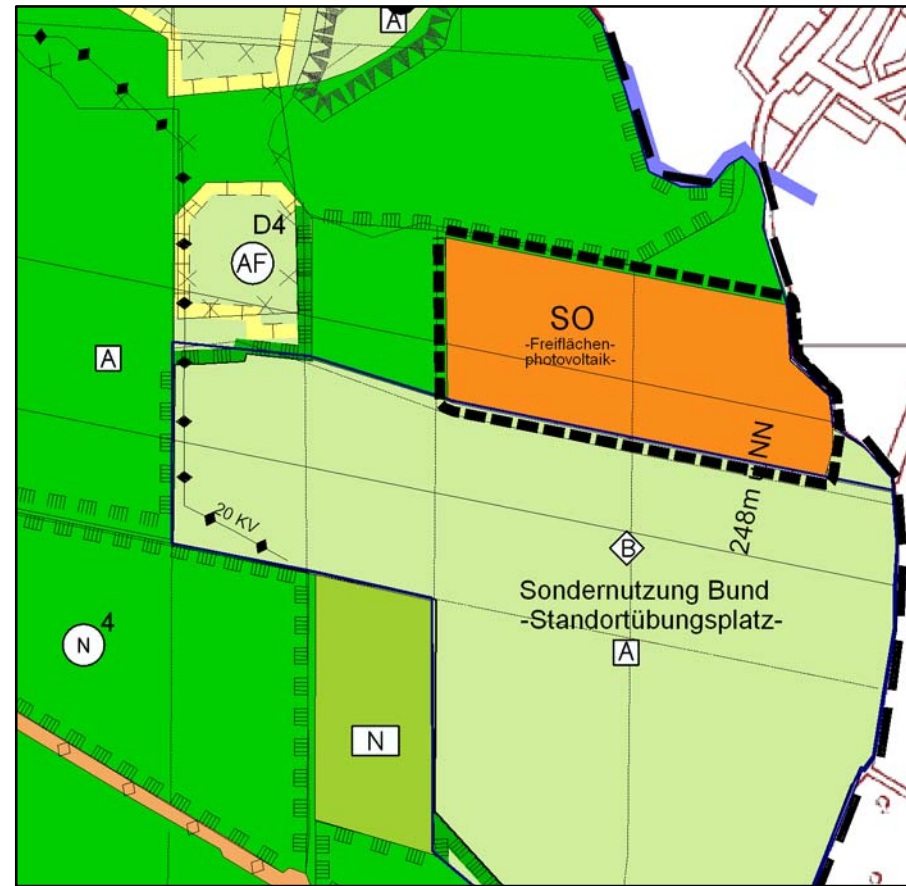 A
D4
AF
SO
-Freiflächen-
photovoltaik-
A
248m ü NN
20 KV
B
Sondernutzung Bund
-Standortübungsplatz-
4
N
A
N